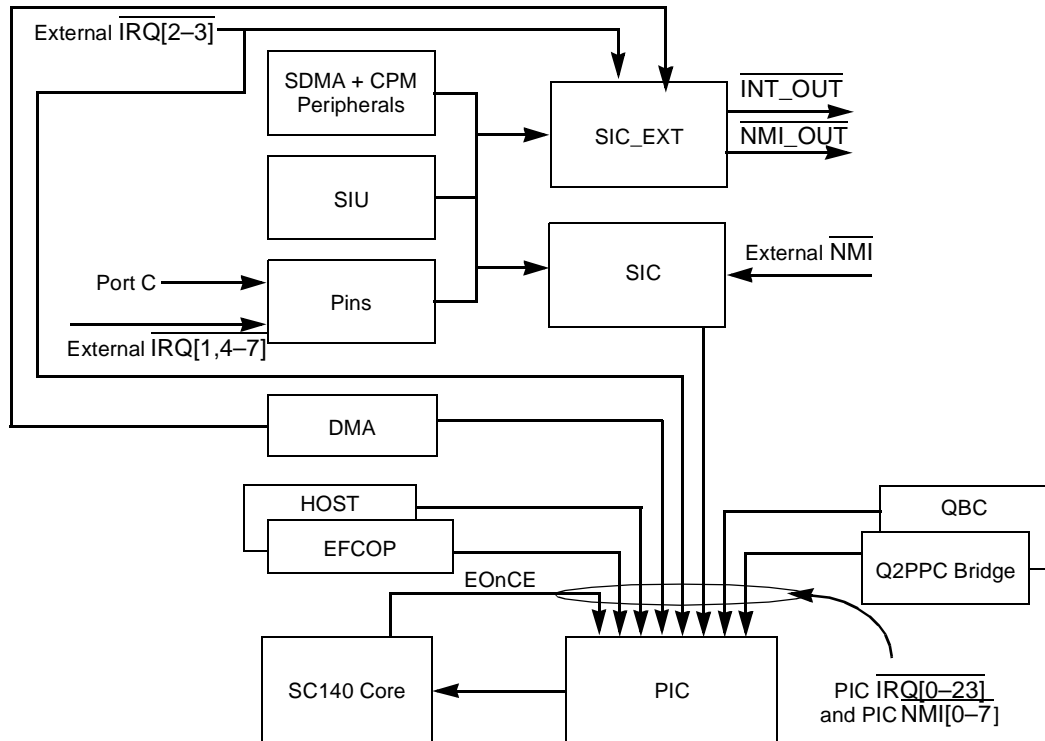 External IRQ[2–3]
SDMA + CPM
Peripherals
INT_OUT
SIC_EXT
NMI_OUT
SIU
External NMI
SIC
Port C
Pins
External IRQ[1,4–7]
DMA
HOST
QBC
EFCOP
Q2PPC Bridge
EOnCE
SC140 Core
PIC
PIC IRQ[0–23]
and PIC NMI[0–7]